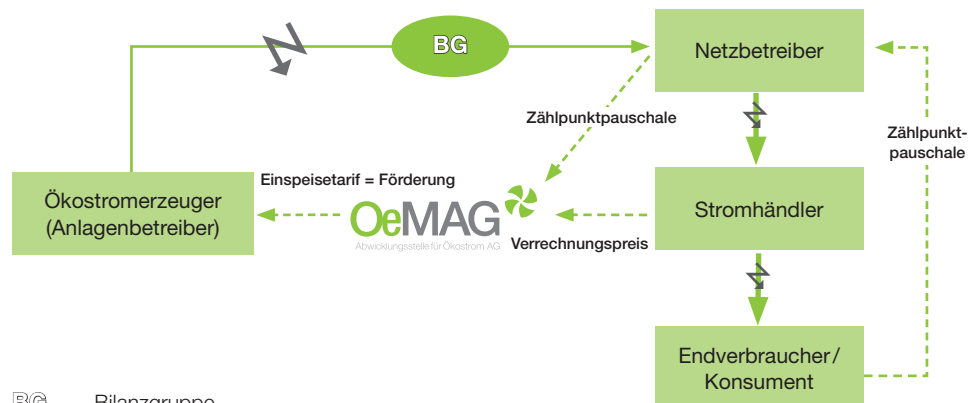 BG
Netzbetreiber
Zählpunktpauschale
Zählpunkt-
pauschale
Ökostromerzeuger
(Anlagenbetreiber)
Einspeisetarif = Förderung
OeMAG
Abwicklungsstelle für Ökostrom AG
Stromhändler
Verrechnungspreis
Endverbraucher/
Konsument
BG Bilanzgruppe